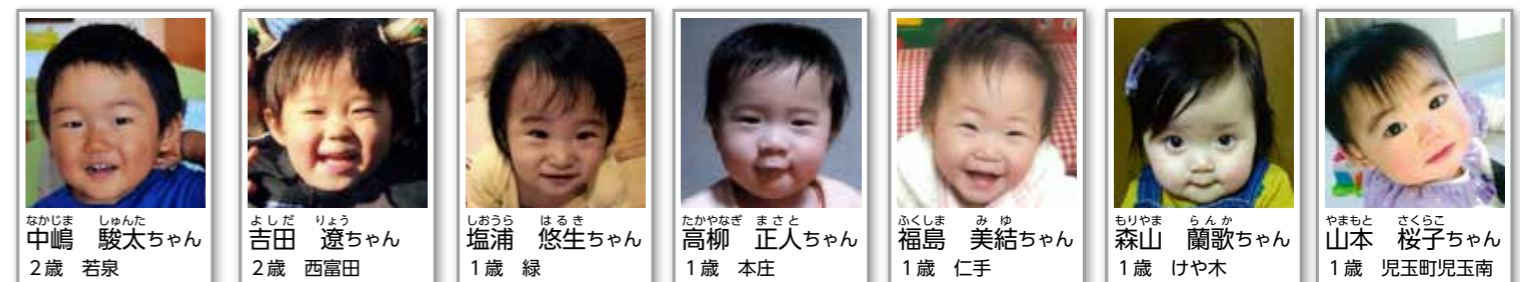 なかじま　しゅんた
中嶋　駿太ちゃん
２歳　若泉
よしだ　りょう
吉田　遼ちゃん
２歳　西富田
しおうら　はるき
塩浦　悠生ちゃん
１歳　緑
たかやなぎ　まさと
高柳　正人ちゃん
１歳　本庄
ふくしま　みゆ
福島　美結ちゃん
１歳　仁手
もりやま　らんか
森山　蘭歌ちゃん
１歳　けや木
やまもと　さくらこ
山本　桜子ちゃん
１歳　児玉町児玉南